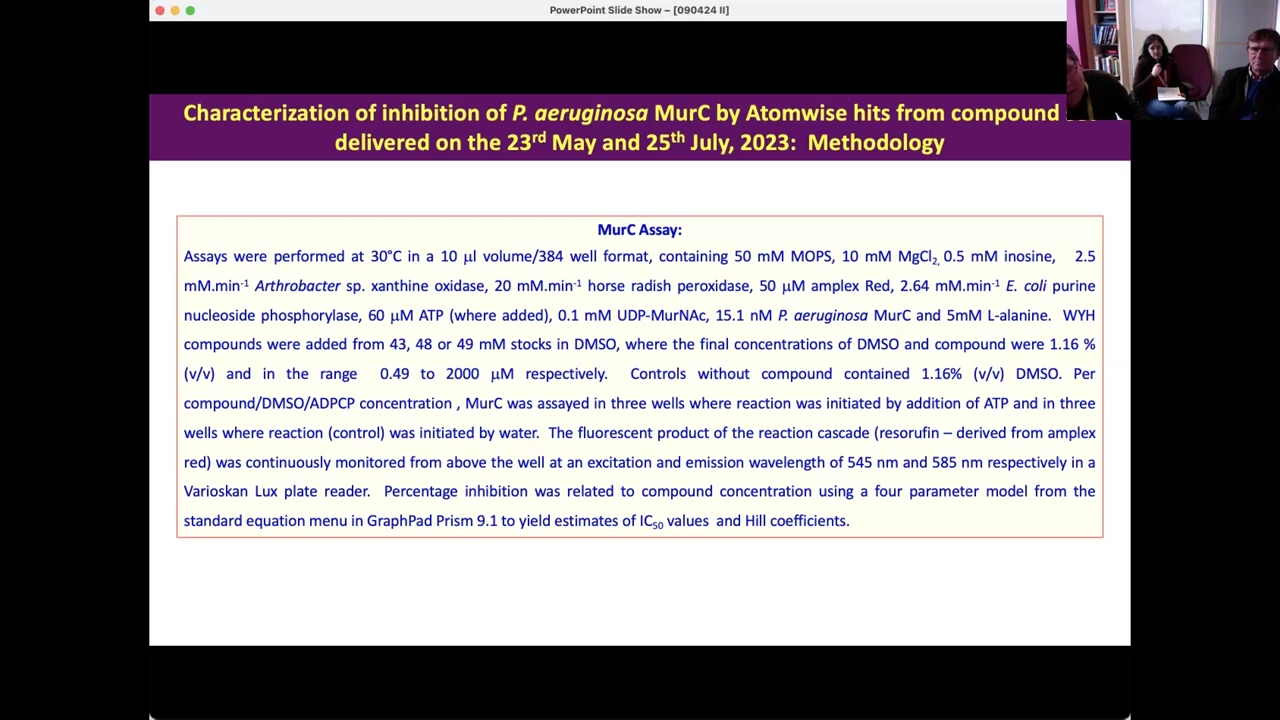 PowerPoint Slide Show – [090424 II]
Characterization of inhibition of P. aeruginosa MurC by Atomwise hits from compound
delivered on the 23rd May and 25th July, 2023: Methodology
MurC Assay:
Assays were performed at 30°C in a 10 μl volume/384 well format, containing 50 mM MOPS, 10 mM MgCl2, 0.5 mM inosine, 2.5
mM.min-1 Arthrobacter sp. xanthine oxidase, 20 mM.min-1 horse radish peroxidase, 50 μM amplex Red, 2.64 mM.min-1 E. coli purine
nucleoside phosphorylase, 60 μM ATP (where added), 0.1 mM UDP-MurNAc, 15.1 nM P. aeruginosa MurC and 5mM L-alanine. WYH
compounds were added from 43, 48 or 49 mM stocks in DMSO, where the final concentrations of DMSO and compound were 1.16 %
(v/v) and in the range 0.49 to 2000 μM respectively. Controls without compound contained 1.16% (v/v) DMSO. Per
compound/DMSO/ADPCP concentration , MurC was assayed in three wells where reaction was initiated by addition of ATP and in three
wells where reaction (control) was initiated by water. The fluorescent product of the reaction cascade (resorufin – derived from amplex
red) was continuously monitored from above the well at an excitation and emission wavelength of 545 nm and 585 nm respectively in a
Varioskan Lux plate reader. Percentage inhibition was related to compound concentration using a four parameter model from the
standard equation menu in GraphPad Prism 9.1 to yield estimates of IC50 values and Hill coefficients.